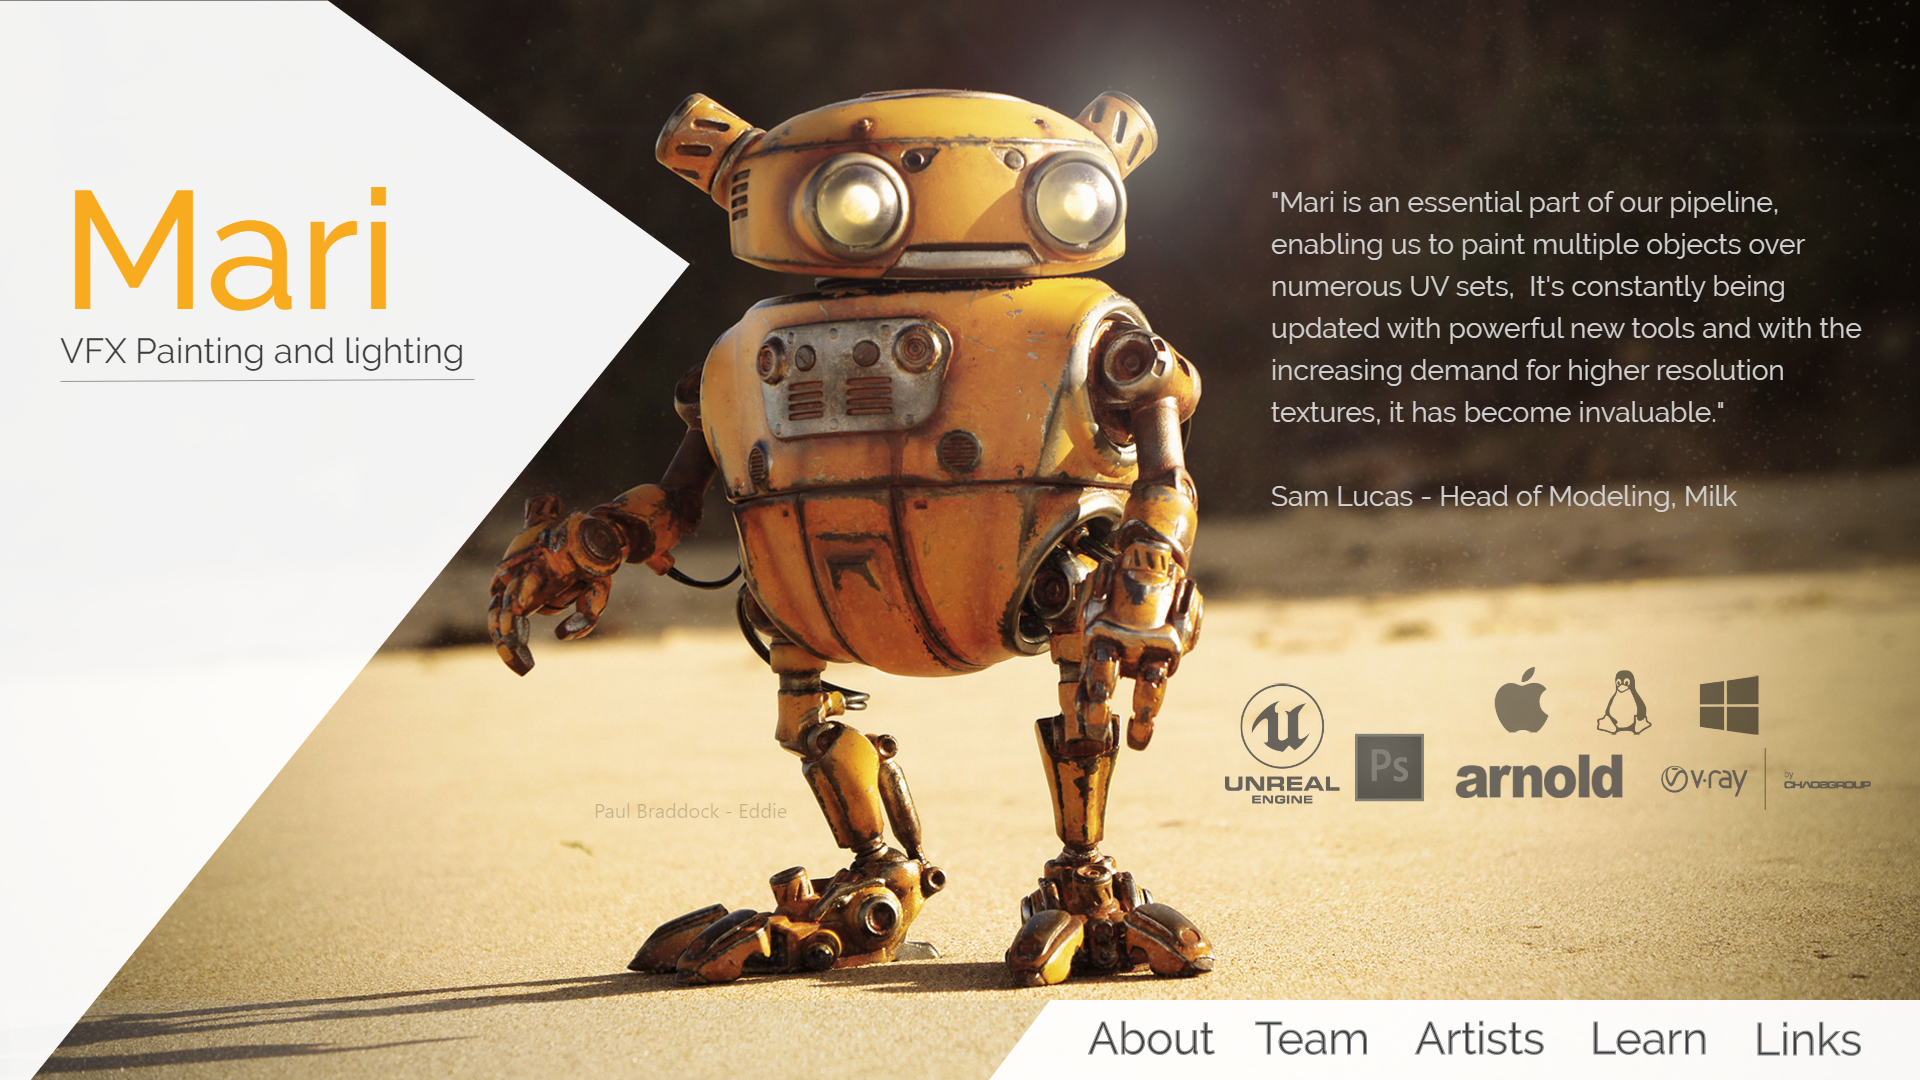 Mari
VFX Painting and lighting
"Mari is an essential part of our pipeline,
enabling us to paint multiple objects over
numerous UV sets,  It's constantly being
updated with powerful new tools and with the
increasing demand for higher resolution
textures, it has become invaluable."
Sam Lucas - Head of Modeling, Milk
UNREAL
ENGINE
Ps
arnold
v·ray
by
CHAOSGROUP
Paul Braddock - Eddie
About Team Artists Learn Links